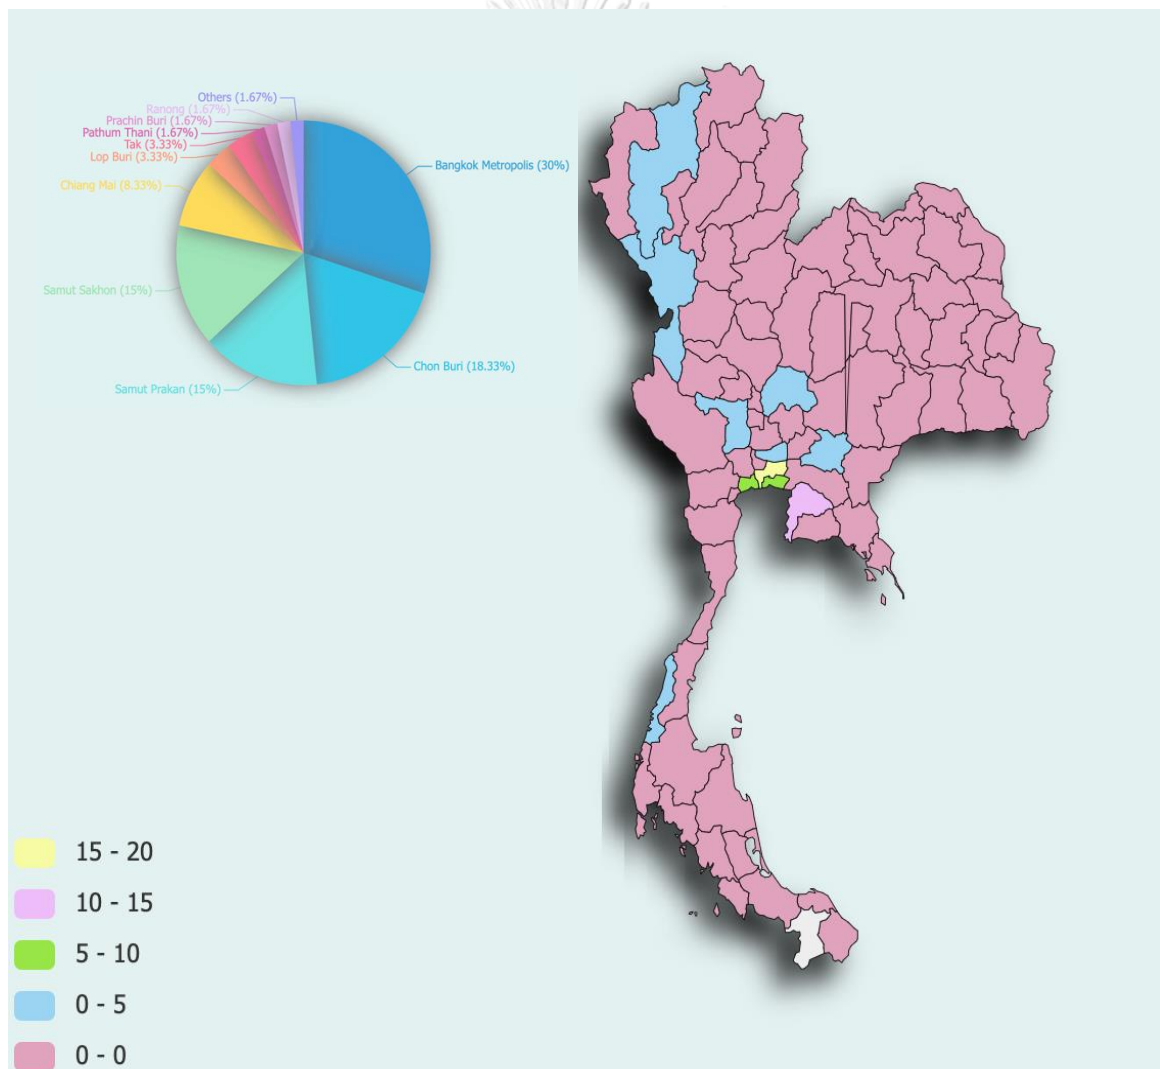 Others (1.67%)
Ranong (1.67%)
Prachin Buri (1.67%)
Pathum Thani (1.67%)
Tak (3.33%)
Lop Buri (3.33%)
Chiang Mai (8.33%)
Samut Sakhon (15%)
Samut Prakan (15%)
Chon Buri (18.33%)
Bangkok Metropolis (30%)
15 - 20
10 - 15
5 - 10
0 - 5
0 - 0